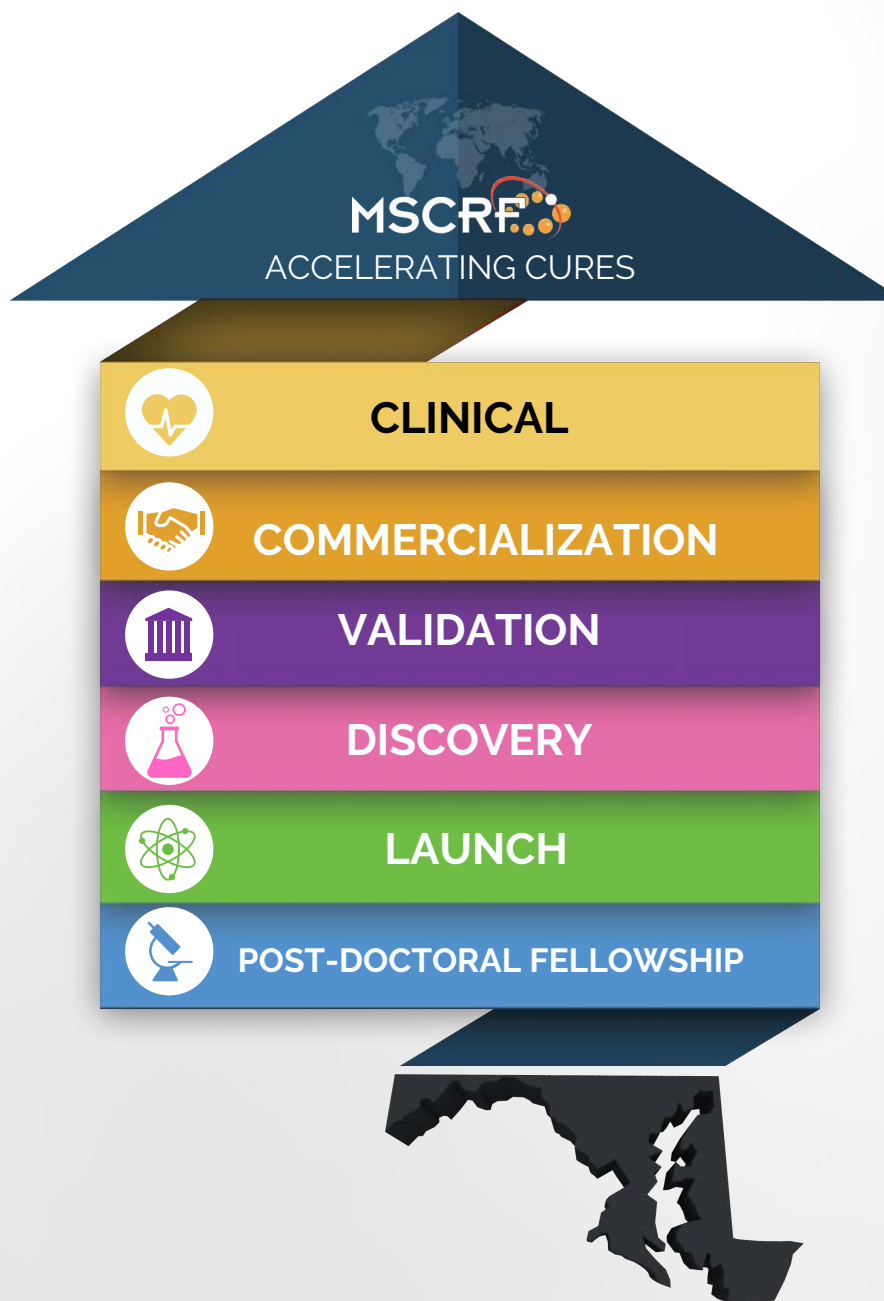 MSCRF
ACCELERATING CURES
CLINICAL
COMMERCIALIZATION
VALIDATION
DISCOVERY
LAUNCH
POST-DOCTORAL FELLOWSHIP